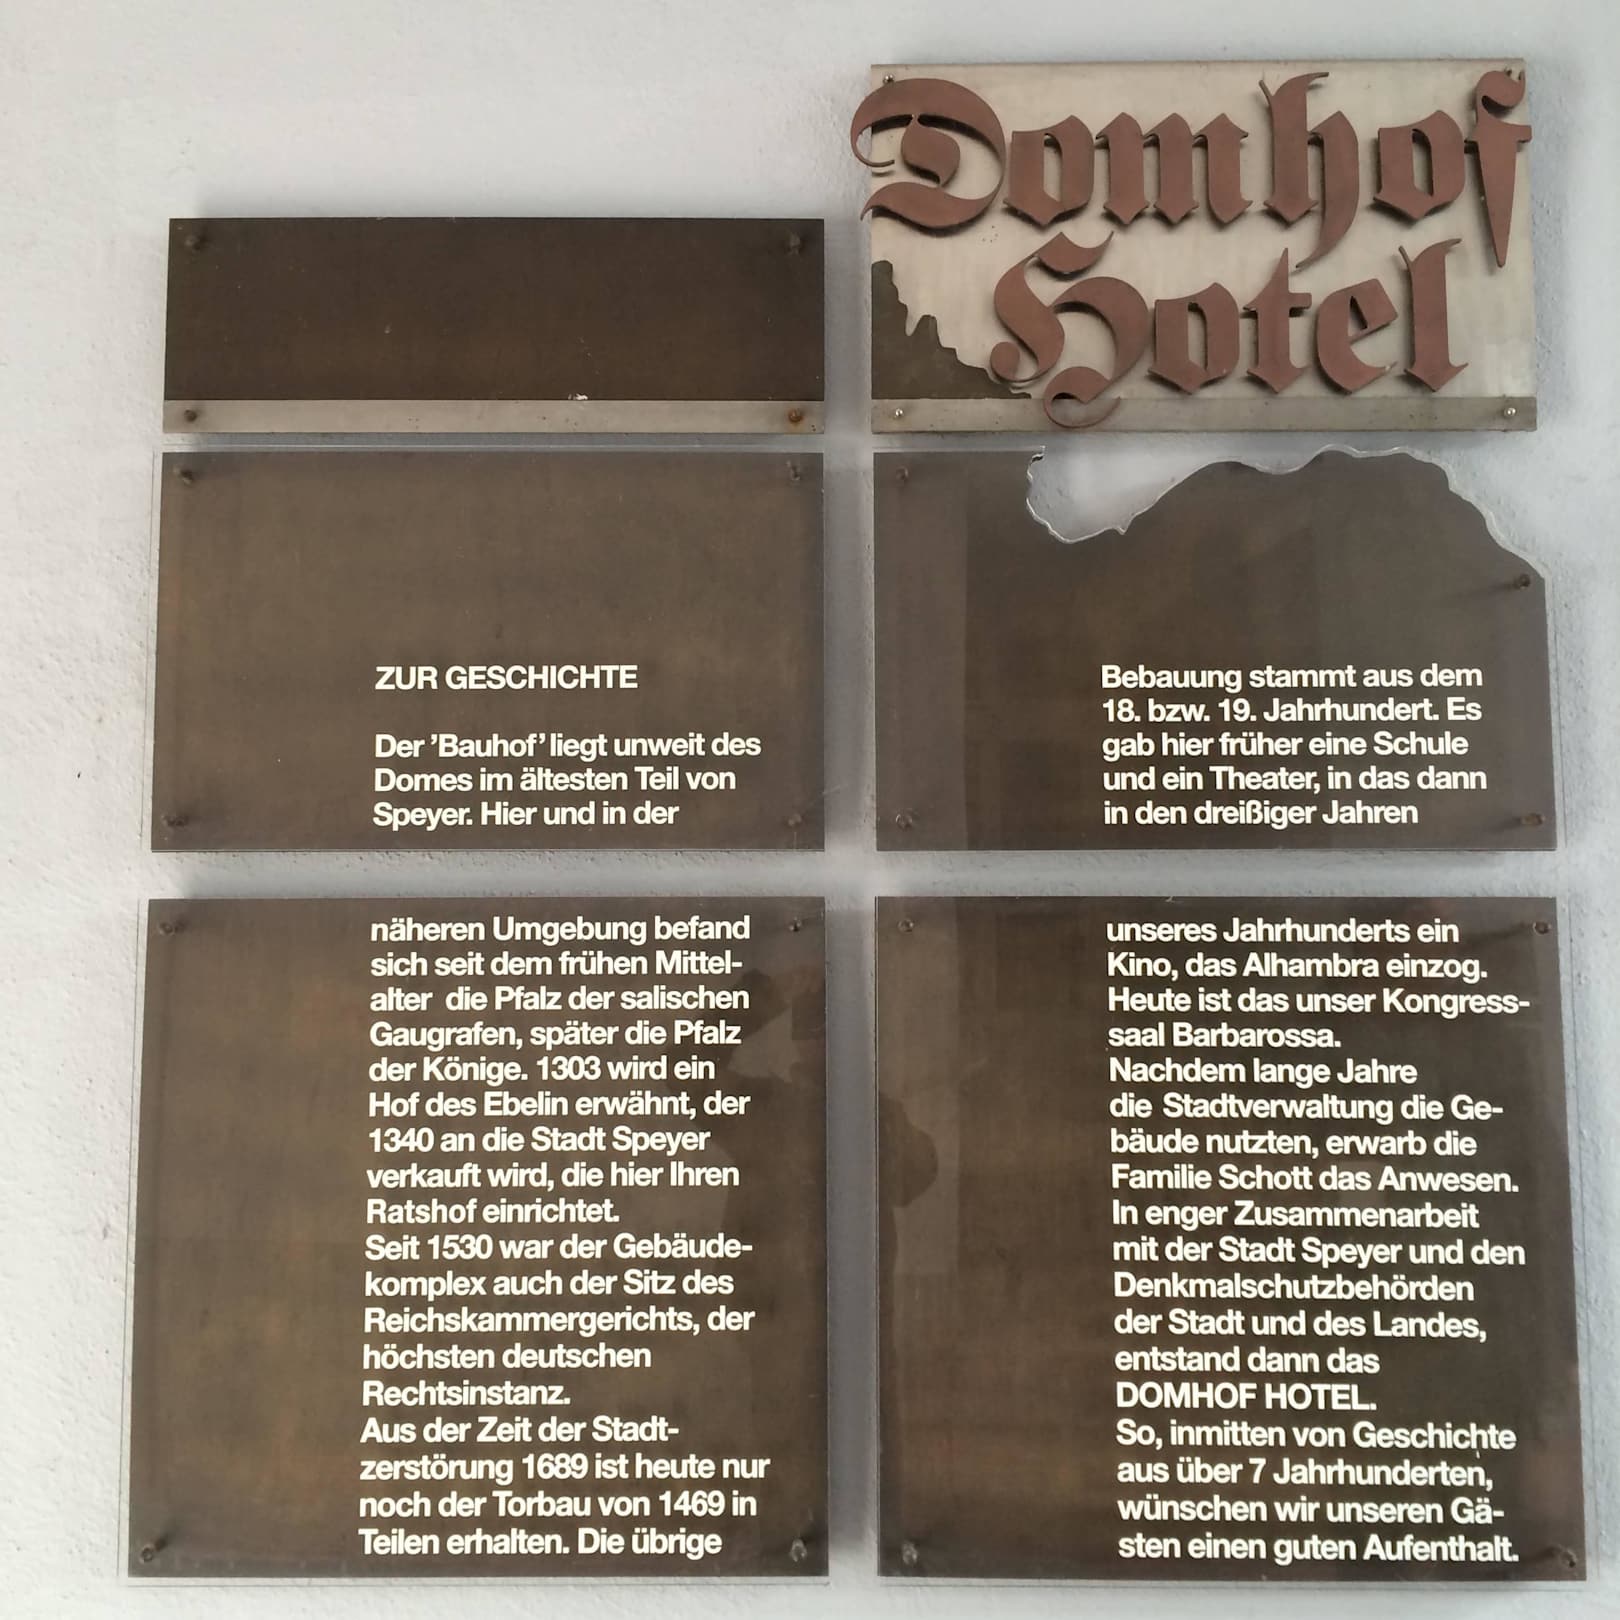 Domhof
Hotel
ZUR GESCHICHTE
Der 'Bauhof' liegt unweit des
Domes im ältesten Teil von
Speyer. Hier und in der
näheren Umgebung befand
sich seit dem frühen Mittel-
alter die Pfalz der salischen
Gaugrafen, später die Pfalz
der Könige. 1303 wird ein
Hof des Ebelin erwähnt, der
1340 an die Stadt Speyer
verkauft wird, die hier Ihren
Ratshof einrichtet.
Seit 1530 war der Gebäude-
komplex auch der Sitz des
Reichskammergerichts, der
höchsten deutschen
Rechtsinstanz.
Aus der Zeit der Stadt-
zerstörung 1689 ist heute nur
noch der Torbau von 1469 in
Teilen erhalten. Die übrige
Bebauung stammt aus dem
18. bzw. 19. Jahrhundert. Es
gab hier früher eine Schule
und ein Theater, in das dann
in den dreißiger Jahren
unseres Jahrhunderts ein
Kino, das Alhambra einzog.
Heute ist das unser Kongress-
saal Barbarossa.
Nachdem lange Jahre
die Stadtverwaltung die Ge-
bäude nutzten, erwarb die
Familie Schott das Anwesen.
In enger Zusammenarbeit
mit der Stadt Speyer und den
Denkmalschutzbehörden
der Stadt und des Landes,
entstand dann das
DOMHOF HOTEL.
So, inmitten von Geschichte
aus über 7 Jahrhunderten,
wünschen wir unseren Gä-
sten einen guten Aufenthalt.